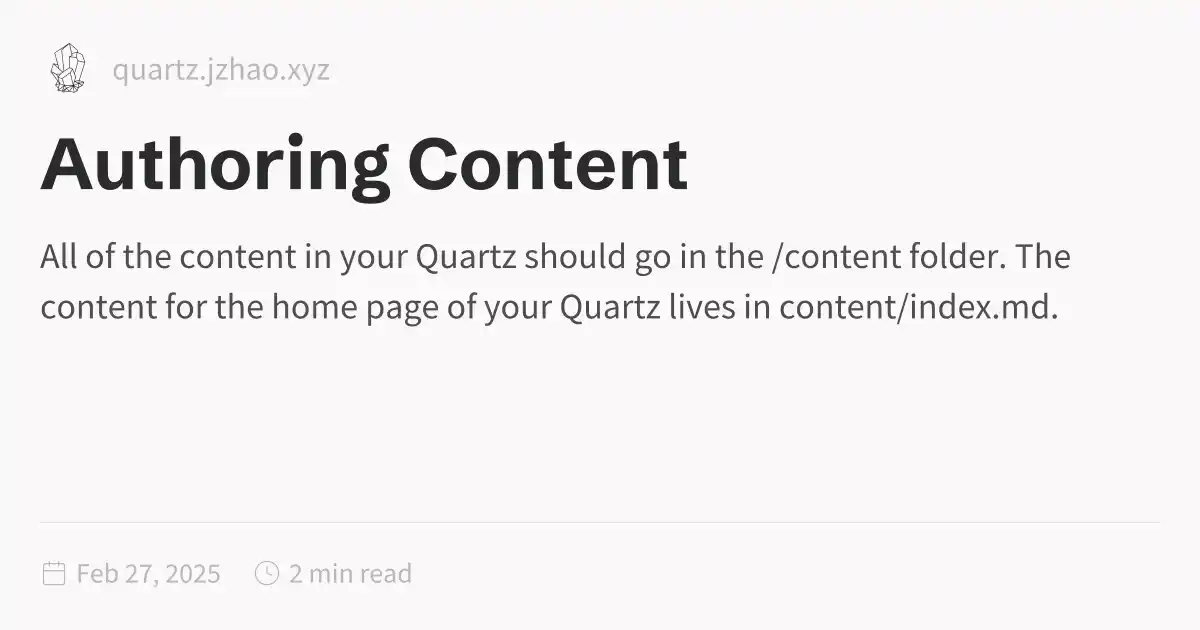 quartz.jzhao.xyz
Authoring Content
All of the content in your Quartz should go in the /content folder. The
content for the home page of your Quartz lives in content/index.md.
Feb 27, 2025 2 min read